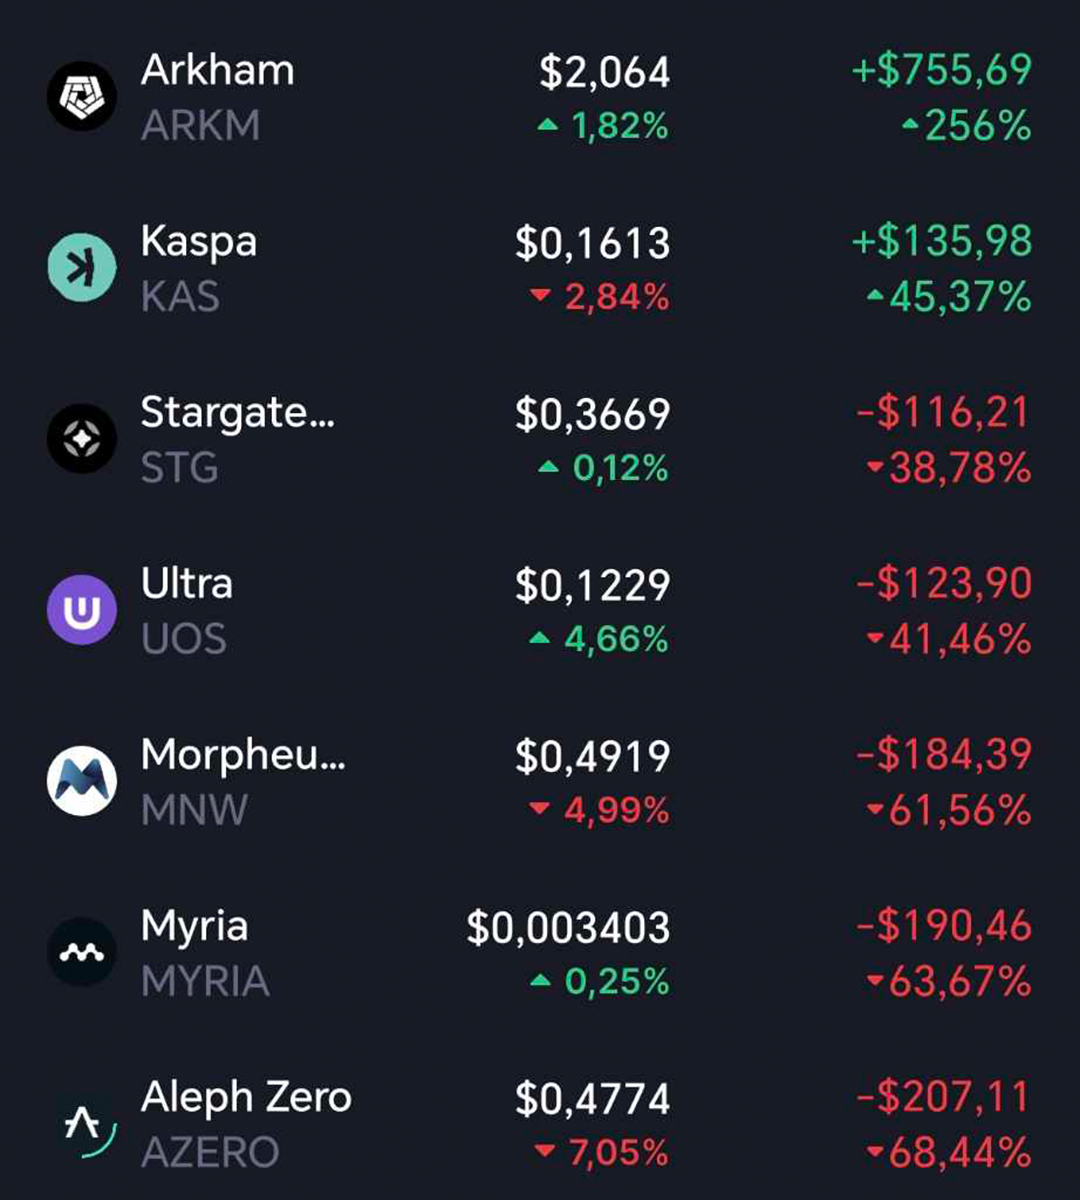 Arkham $2,064 +$755,69
ARKM ▲ 1,82% ▲256%
Kaspa $0,1613 +$135,98
KAS ▼ 2,84% ▲45,37%
Stargate... $0,3669 -$116,21
STG ▲ 0,12% ▼38,78%
Ultra $0,1229 -$123,90
UOS ▲ 4,66% ▼41,46%
Morpheu... $0,4919 -$184,39
MNW ▼ 4,99% ▼61,56%
Myria $0,003403 -$190,46
MYRIA ▲ 0,25% ▼63,67%
Aleph Zero $0,4774 -$207,11
AZERO ▼ 7,05% ▼68,44%